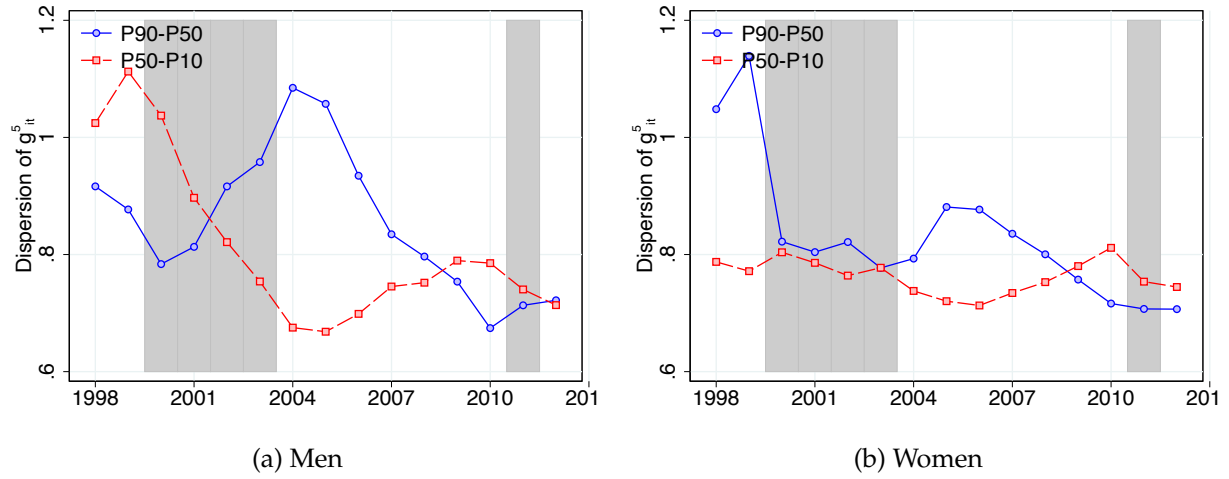 1.2
1
.8
.6
Dispersion of g⁵ᵢₜ
P90-P50
P50-P10
1998 2001 2004 2007 2010 201
(a) Men
1.2
1
.8
.6
Dispersion of g⁵ᵢₜ
P90-P50
P50-P10
1998 2001 2004 2007 2010 201
(b) Women